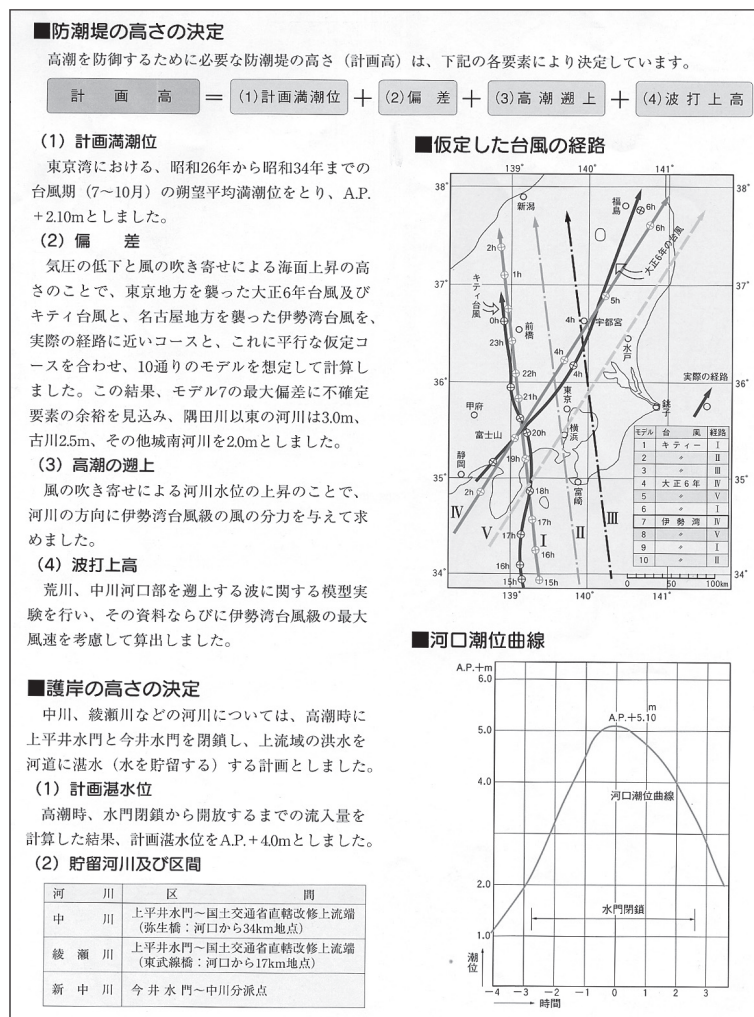 ■防潮堤の高さの決定
高潮を防御するために必要な防潮堤の高さ（計画高）は、下記の各要素により決定しています。
計画高 ＝ (1)計画満潮位 ＋ (2)偏差 ＋ (3)高潮遡上 ＋ (4)波打上高
(1) 計画満潮位
東京湾における、昭和26年から昭和34年までの
台風期（7〜10月）の朔望平均満潮位をとり、A.P.
＋2.10mとしました。
(2) 偏　差
気圧の低下と風の吹き寄せによる海面上昇の高
さのことで、東京地方を襲った大正6年台風及び
キティ台風と、名古屋地方を襲った伊勢湾台風を、
実際の経路に近いコースと、これに平行な仮定コ
ースを合わせ、10通りのモデルを想定して計算し
ました。この結果、モデル7の最大偏差に不確定
要素の余裕を見込み、隅田川以東の河川は3.0m、
古川2.5m、その他城南河川を2.0mとしました。
(3) 高潮の遡上
風の吹き寄せによる河川水位の上昇のことで、
河川の方向に伊勢湾台風級の風の分力を与えて求
めました。
(4) 波打上高
荒川、中川河口部を遡上する波に関する模型実
験を行い、その資料ならびに伊勢湾台風級の最大
風速を考慮して算出しました。
■護岸の高さの決定
中川、綾瀬川などの河川については、高潮時に
上平井水門と今井水門を閉鎖し、上流域の洪水を
河道に湛水（水を貯留する）する計画としました。
(1) 計画湛水位
高潮時、水門閉鎖から開放するまでの流入量を
計算した結果、計画湛水位をA.P.＋4.0mとしました。
(2) 貯留河川及び区間
河川　区間
中川　上平井水門〜国土交通省直轄改修上流端
（弥生橋：河口から34km地点）
綾瀬川　上平井水門〜国土交通省直轄改修上流端
（東武線橋：河口から17km地点）
新中川　今井水門〜中川分派点
■仮定した台風の経路
139° 140° 141°
38° 38°
新潟 福島 6h 6h
2h
大正6年の台風
1h
37° 37°
キティ台風
0h 前橋 4h 宇都宮 5h
23h 水戸
4h 4h
22h
36° 36°
21h 東京 実際の経路
甲府 銚子
富士山 20h 横浜
静岡 19h
35° 35°
2h 18h 富崎
IV V I II III
17h 17h
16h 16h
34° 15h 15h 34°
139° 140° 141°
0 50 100km
モデル 台風 経路
1 キティー I
2 〃 II
3 〃 III
4 大正6年 IV
5 〃 V
6 〃 I
7 伊勢湾 IV
8 〃 V
9 〃 I
10 〃 II
■河口潮位曲線
A.P.＋m
6.0
m
A.P.＋5.10
5.0
4.0
河口潮位曲線
2.0
水門閉鎖
1.0
潮位
−4 −3 −2 −1 0 1 2 3
時間